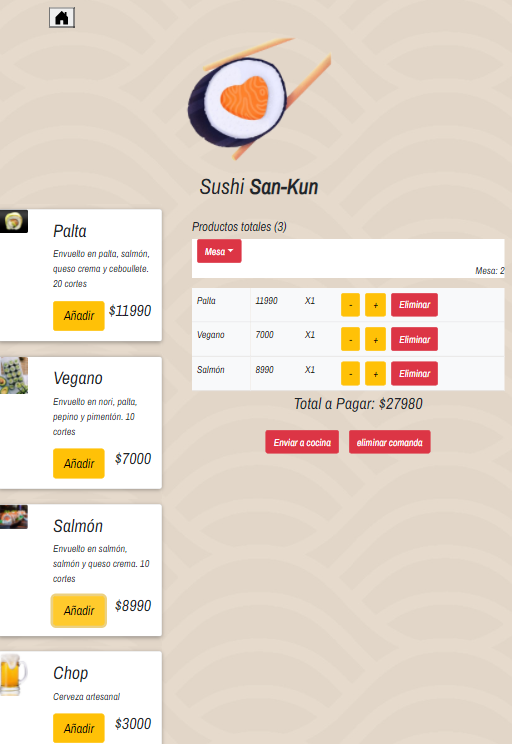 Sushi San-Kun
Palta
Envuelto en palta, salmón,
queso crema y ceboullete.
20 cortes
Añadir $11990
Vegano
Envuelto en nori, palta,
pepino y pimentón. 10
cortes
Añadir $7000
Salmón
Envuelto en salmón,
salmón y queso crema. 10
cortes
Añadir $8990
Chop
Cerveza artesanal
Añadir $3000
Productos totales (3)
Mesa
Mesa: 2
Palta 11990 X1 - + Eliminar
Vegano 7000 X1 - + Eliminar
Salmón 8990 X1 - + Eliminar
Total a Pagar: $27980
Enviar a cocina eliminar comanda